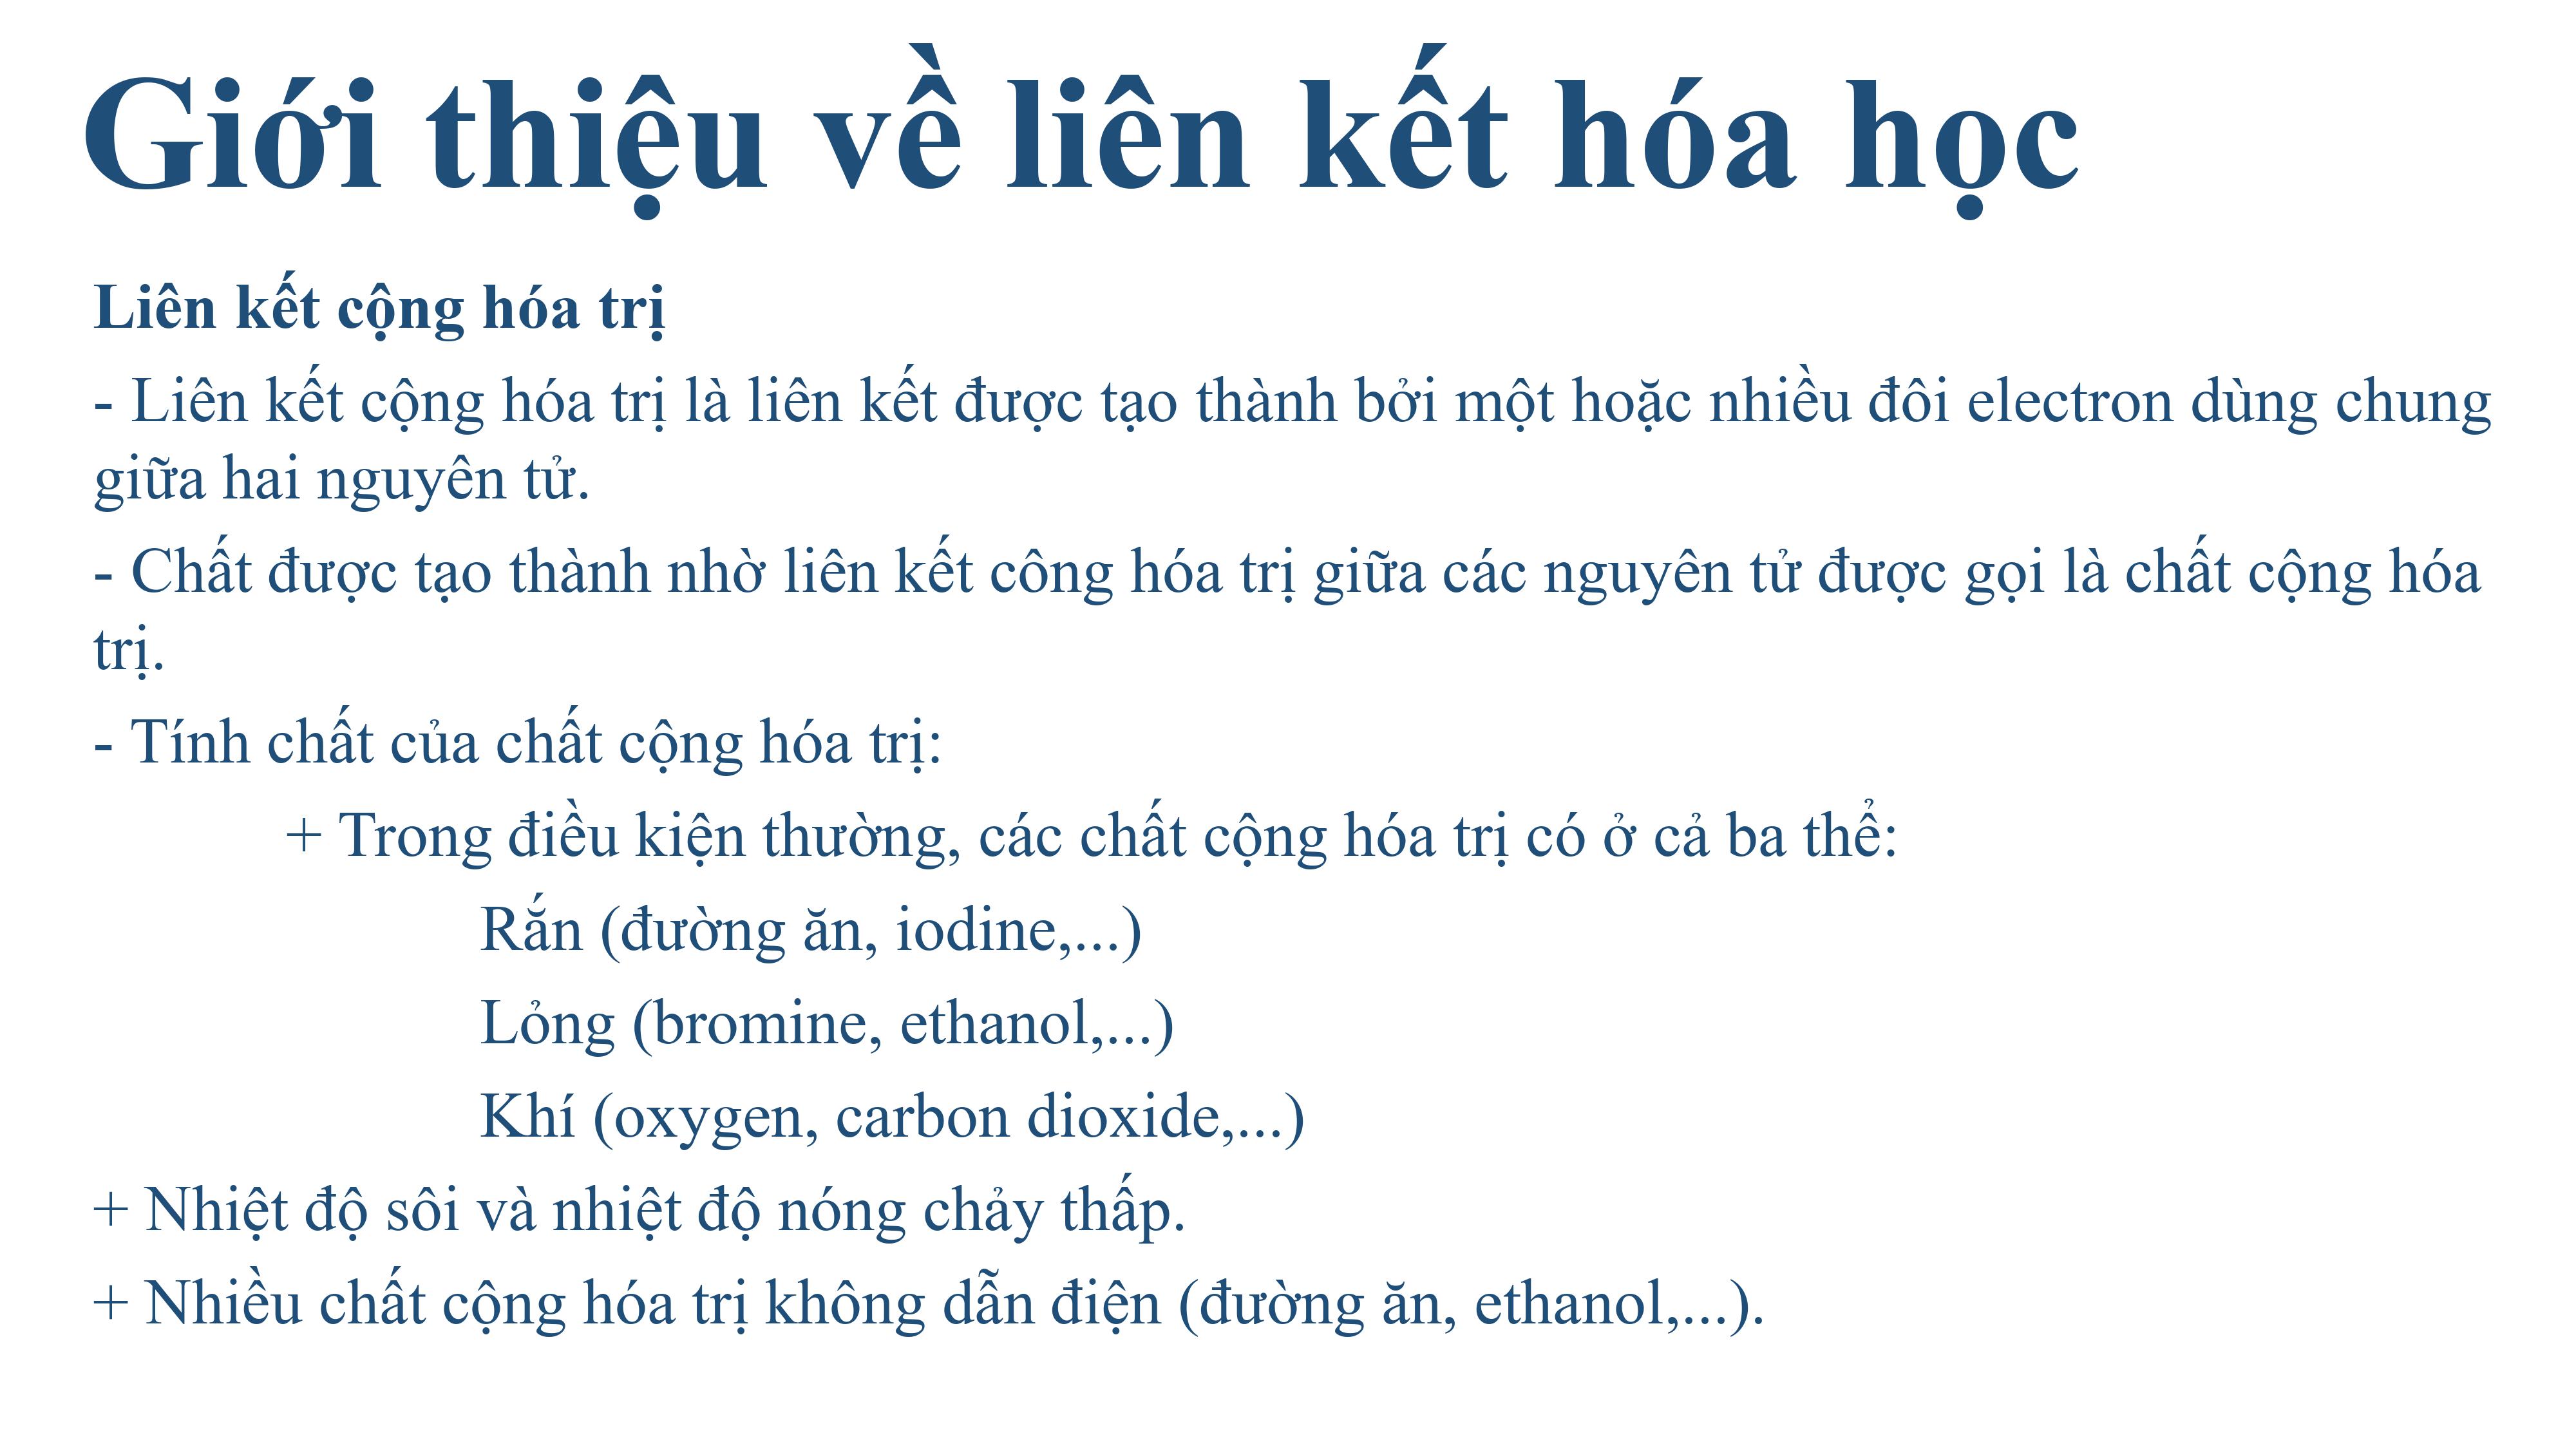 Giới thiệu về liên kết hóa học
Liên kết cộng hóa trị
- Liên kết cộng hóa trị là liên kết được tạo thành bởi một hoặc nhiều đôi electron dùng chung
giữa hai nguyên tử.
- Chất được tạo thành nhờ liên kết công hóa trị giữa các nguyên tử được gọi là chất cộng hóa
trị.
- Tính chất của chất cộng hóa trị:
+ Trong điều kiện thường, các chất cộng hóa trị có ở cả ba thể:
Rắn (đường ăn, iodine,...)
Lỏng (bromine, ethanol,...)
Khí (oxygen, carbon dioxide,...)
+ Nhiệt độ sôi và nhiệt độ nóng chảy thấp.
+ Nhiều chất cộng hóa trị không dẫn điện (đường ăn, ethanol,...).